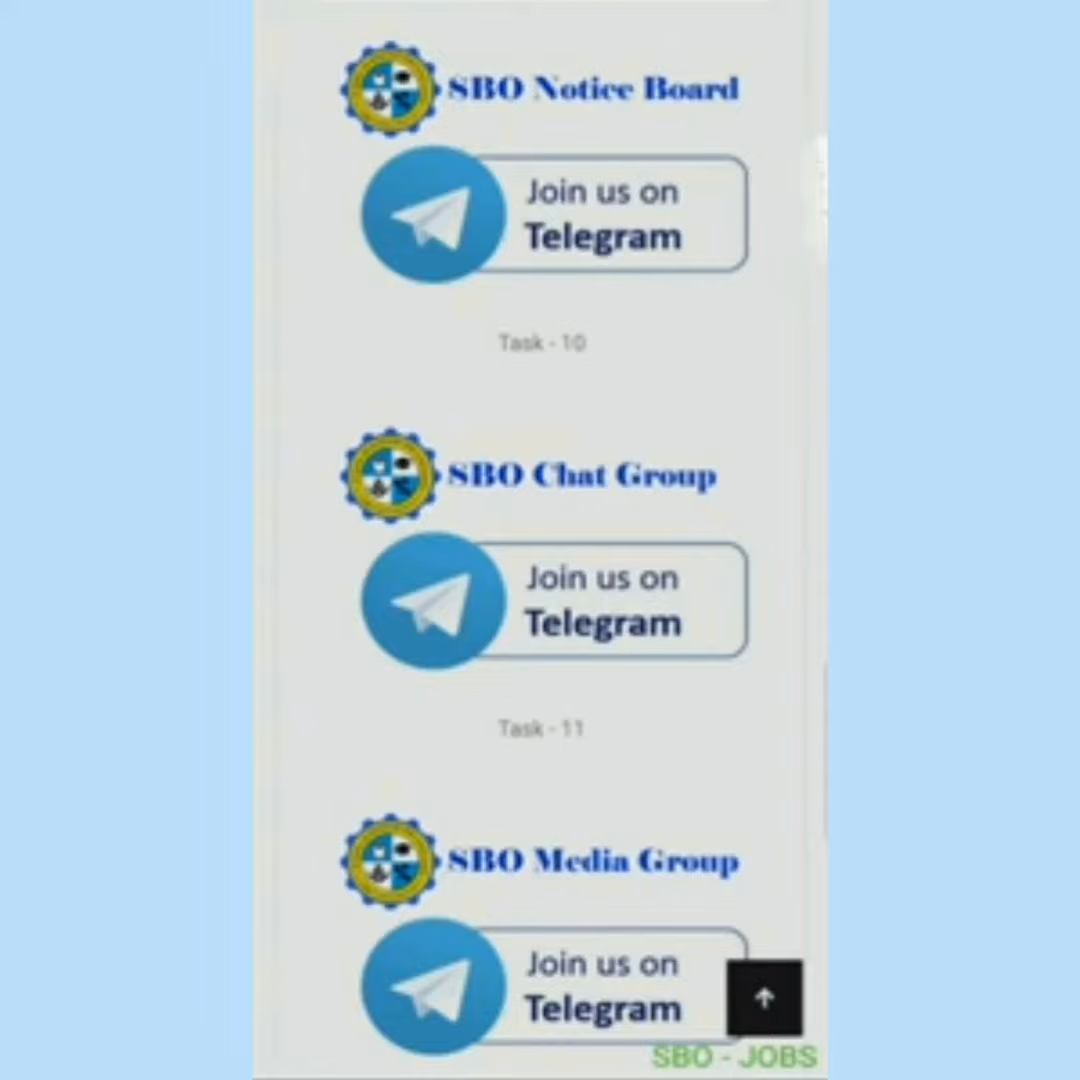 SBO Notice Board
Join us on
Telegram
Task - 10
SBO Chat Group
Join us on
Telegram
Task - 11
SBO Media Group
Join us on
Telegram
SBO - JOBS